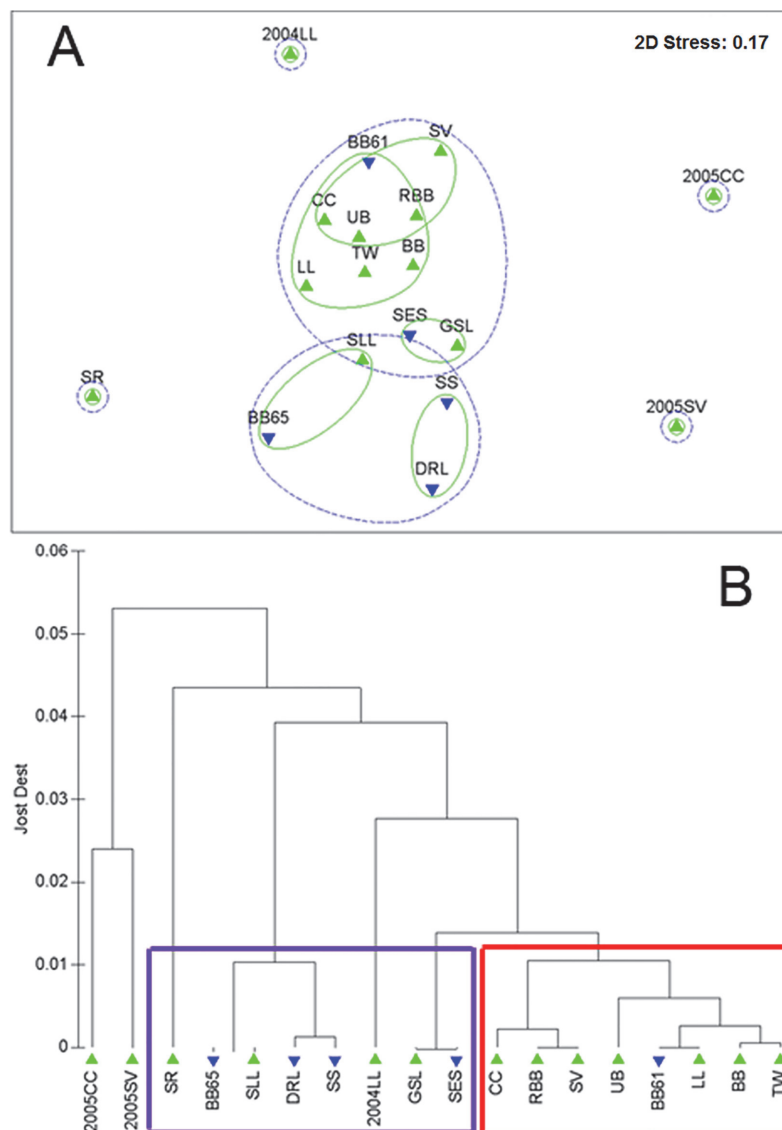 A
2004LL
2D Stress: 0.17
BB61
SV
2005CC
CC
RBB
UB
LL
TW
BB
SES
GSL
SLL
SR
SS
2005SV
BB65
DRL
B
0.06
0.05
0.04
0.03
0.02
0.01
0
Jost Dest
2005CC
2005SV
SR
BB65
SLL
DRL
SS
2004LL
GSL
SES
CC
RBB
SV
UB
BB61
LL
BB
TW